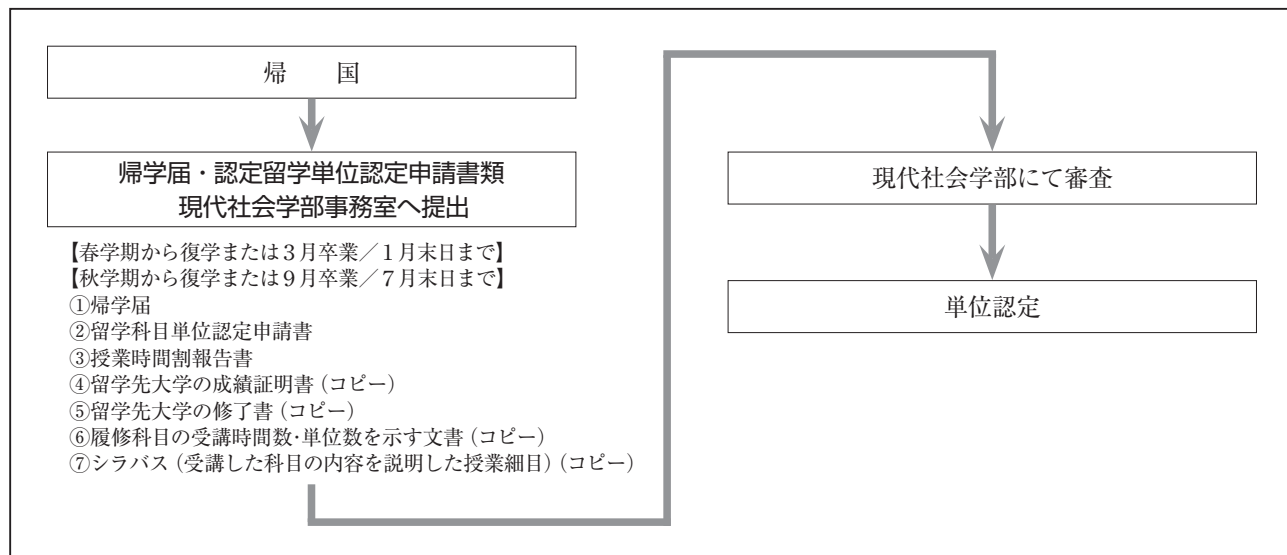 帰　　国
帰学届・認定留学単位認定申請書類
現代社会学部事務室へ提出
【春学期から復学または３月卒業／１月末日まで】
【秋学期から復学または９月卒業／７月末日まで】
①帰学届
②留学科目単位認定申請書
③授業時間割報告書
④留学先大学の成績証明書（コピー）
⑤留学先大学の修了書（コピー）
⑥履修科目の受講時間数・単位数を示す文書（コピー）
⑦シラバス（受講した科目の内容を説明した授業細目）（コピー）
現代社会学部にて審査
単位認定